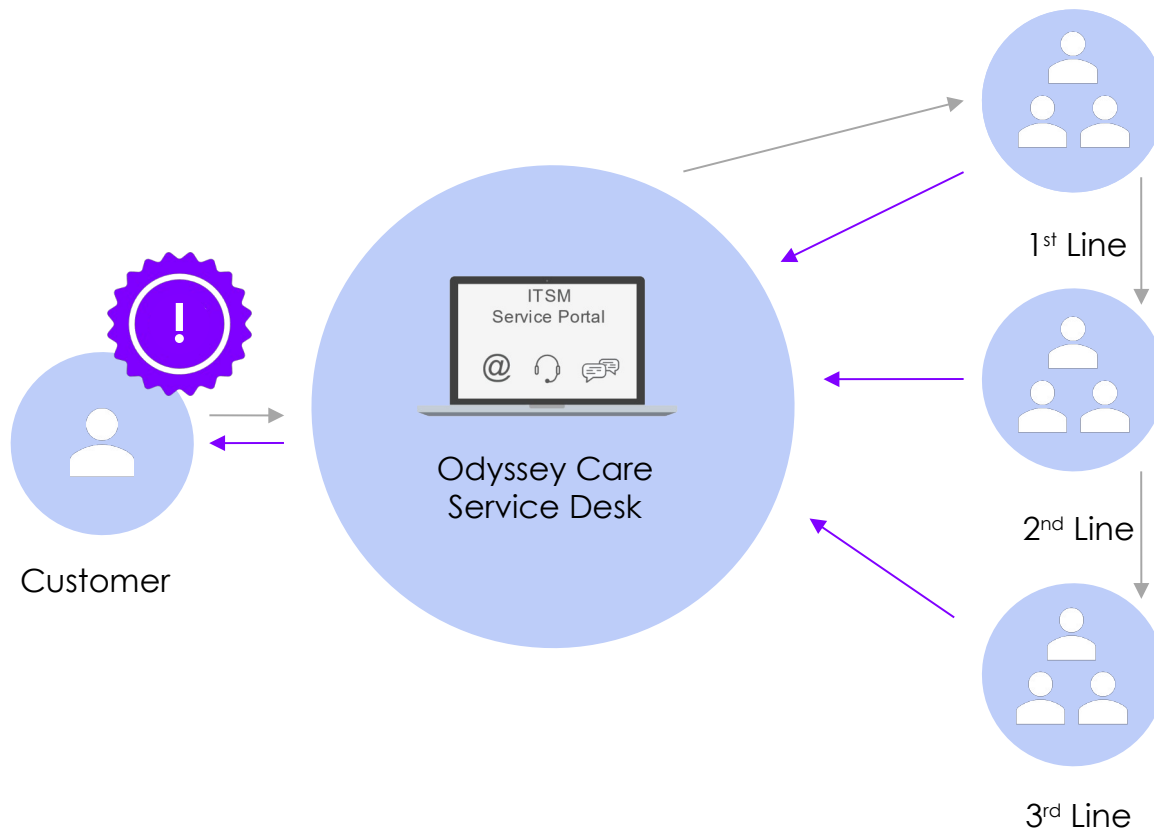 1st Line
ITSM
Service Portal
@
Odyssey Care
Service Desk
!
Customer
2nd Line
3rd Line